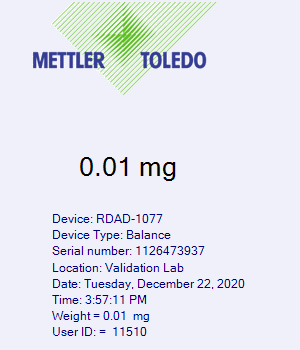 METTLER TOLEDO
0.01 mg
Device: RDAD-1077
Device Type: Balance
Serial number: 1126473937
Location: Validation Lab
Date: Tuesday, December 22, 2020
Time: 3:57:11 PM
Weight = 0.01  mg
User ID: =  11510